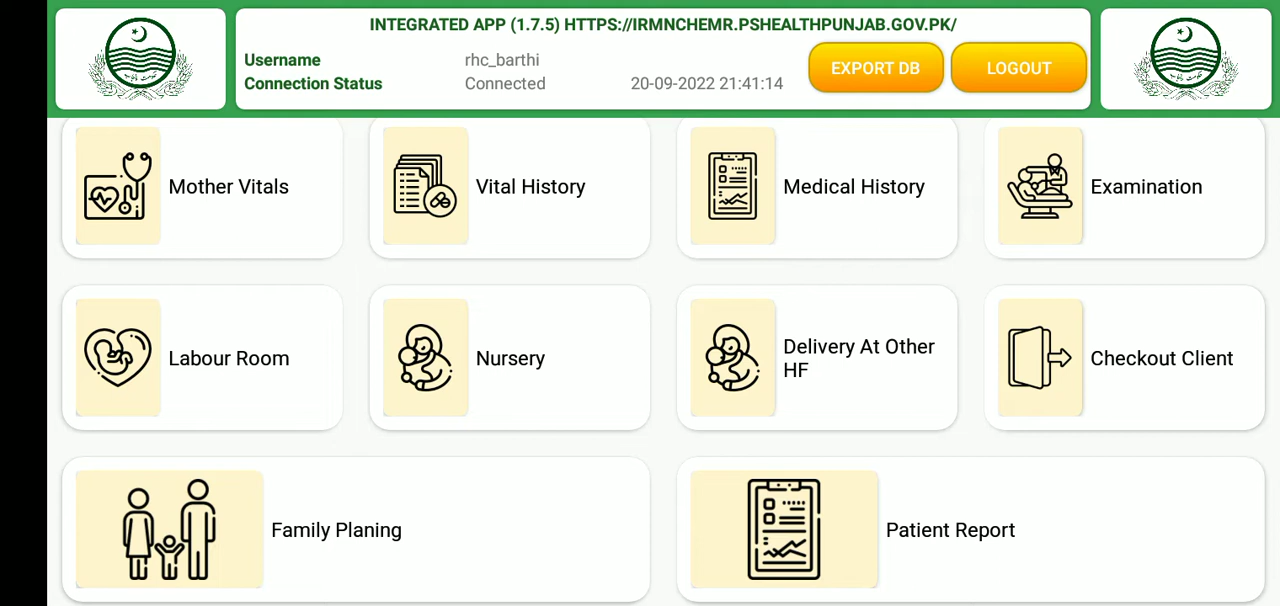 INTEGRATED APP (1.7.5) HTTPS://IRMNCHEMR.PSHEALTHPUNJAB.GOV.PK/
Username rhc_barthi
Connection Status Connected 20-09-2022 21:41:14
EXPORT DB LOGOUT
Mother Vitals
Vital History
Medical History
Examination
Labour Room
Nursery
Delivery At Other
HF
Checkout Client
Family Planing
Patient Report